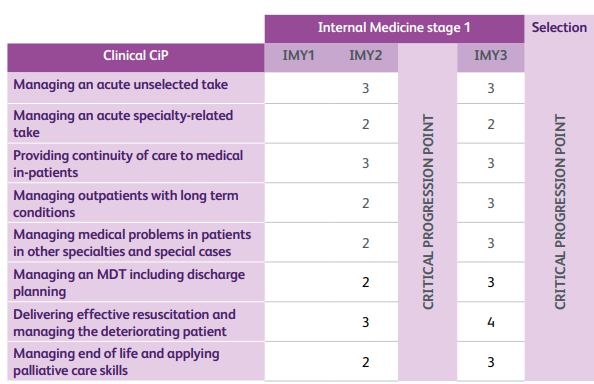 Internal Medicine stage 1 Selection
Clinical CiP IMY1 IMY2 IMY3
Managing an acute unselected take 3 3
Managing an acute specialty-related
take 2 2
Providing continuity of care to medical
in-patients 3 3
Managing outpatients with long term
conditions 2 3
Managing medical problems in patients
in other specialties and special cases 2 3
Managing an MDT including discharge
planning 2 3
Delivering effective resuscitation and
managing the deteriorating patient 3 4
Managing end of life and applying
palliative care skills 2 3
CRITICAL PROGRESSION POINT
CRITICAL PROGRESSION POINT